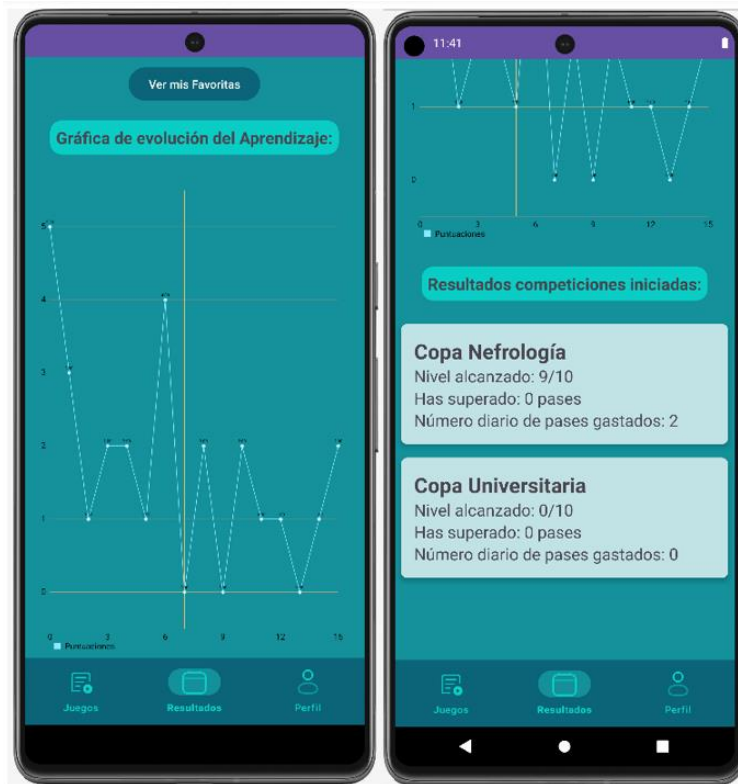 Ver mis Favoritas
Gráfica de evolución del Aprendizaje:
5
4
3
2
1
0
0 3 6 9 12 15
Puntuaciones
Juegos Resultados Perfil
11:41
1
0
0 3 6 9 12 15
Puntuaciones
Resultados competiciones iniciadas:
Copa Nefrología
Nivel alcanzado: 9/10
Has superado: 0 pases
Número diario de pases gastados: 2
Copa Universitaria
Nivel alcanzado: 0/10
Has superado: 0 pases
Número diario de pases gastados: 0
Juegos Resultados Perfil